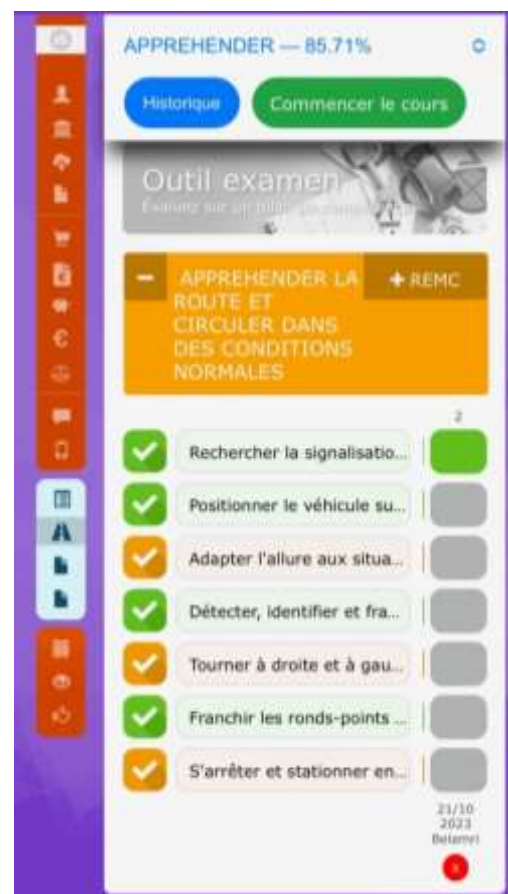 APPREHENDER — 85.71%
Historique
Commencer le cours
Outil examen
− APPREHENDER LA
ROUTE ET
CIRCULER DANS
DES CONDITIONS
NORMALES
+ REMC
2
Rechercher la signalisatio...
Positionner le véhicule su...
Adapter l'allure aux situa...
Détecter, identifier et fra...
Tourner à droite et à gau...
Franchir les ronds-points ...
S'arrêter et stationner en...
21/10
2023
Belamri
x